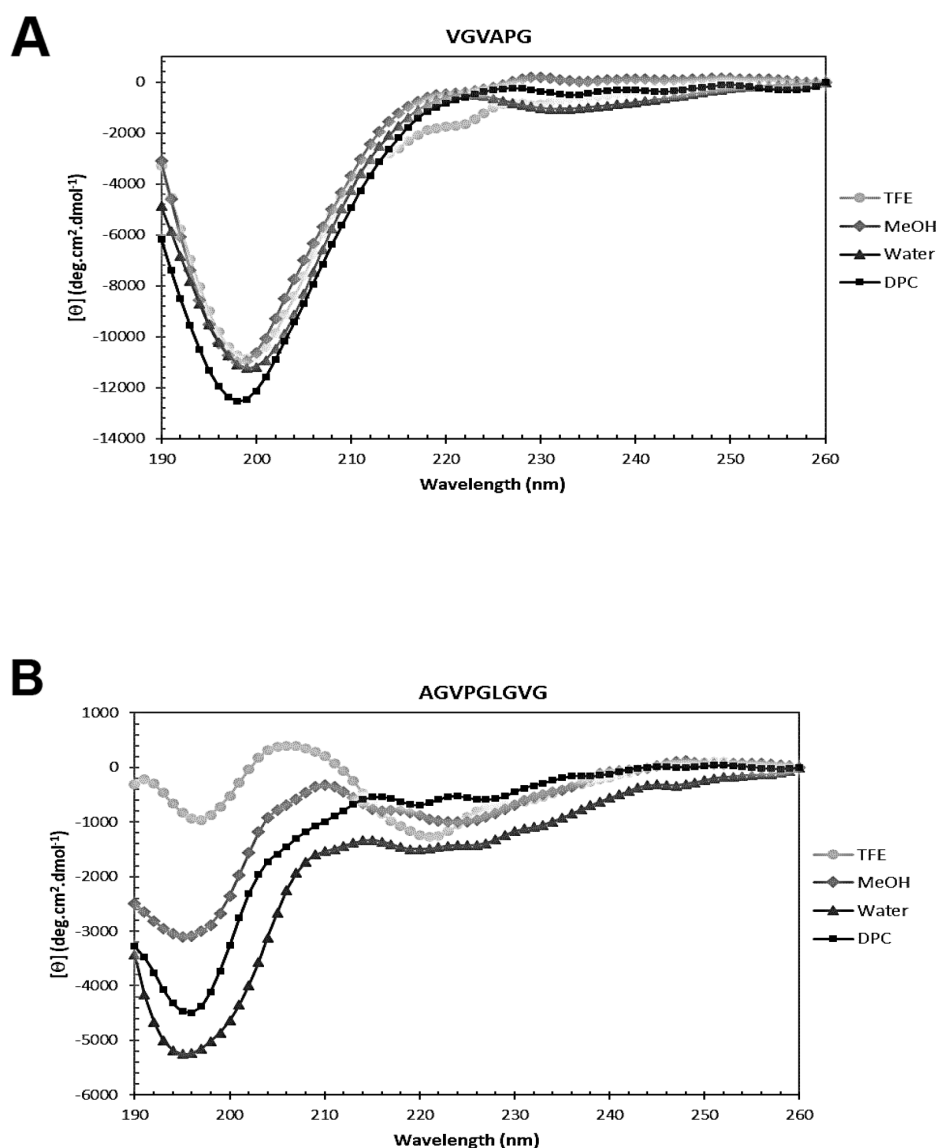 A
VGVAPG
0
-2000
-4000
-6000
-8000
-10000
-12000
-14000
[Θ] (deg.cm².dmol⁻¹)
190 200 210 220 230 240 250 260
Wavelength (nm)
TFE
MeOH
Water
DPC
B
AGVPGLGVG
1000
0
-1000
-2000
-3000
-4000
-5000
-6000
[Θ] (deg.cm².dmol⁻¹)
190 200 210 220 230 240 250 260
Wavelength (nm)
TFE
MeOH
Water
DPC